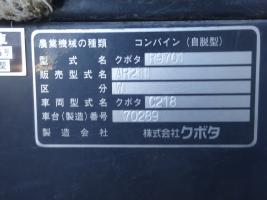 農業機械の種類 コンバイン(自脱型)
型式名 クボタ R9701
販売型式名
区分 W
車両型式名 クボタ C218
車台(製造)番号 70289
製造会社 株式会社クボタ
型